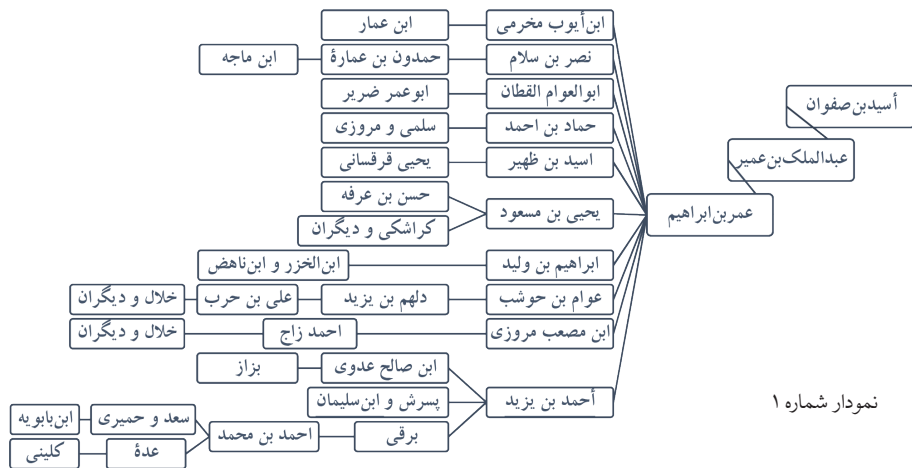 أسیدبن‌صفوان
عبدالملک‌بن‌عمیر
عمربن‌ابراهیم
ابن‌أیوب مخرمی
ابن عمار
نصر بن سلام
حمدون بن عمارة
ابن ماجه
ابوالعوام القطان
ابوعمر ضریر
حماد بن احمد
سلمی و مروزی
اسید بن ظهیر
یحیی قرقسانی
یحیی بن مسعود
حسن بن عرفه
کراشکی و دیگران
ابراهیم بن ولید
ابن‌الخزر و ابن‌ناهض
عوام بن حوشب
دلهم بن یزید
علی بن حرب
خلال و دیگران
ابن مصعب مروزی
احمد زاج
خلال و دیگران
أحمد بن یزید
ابن صالح عدوی
بزاز
پسرش و ابن‌سلیمان
برقی
احمد بن محمد
سعد و حمیری
ابن‌بابویه
عدة
کلینی
نمودار شماره ۱